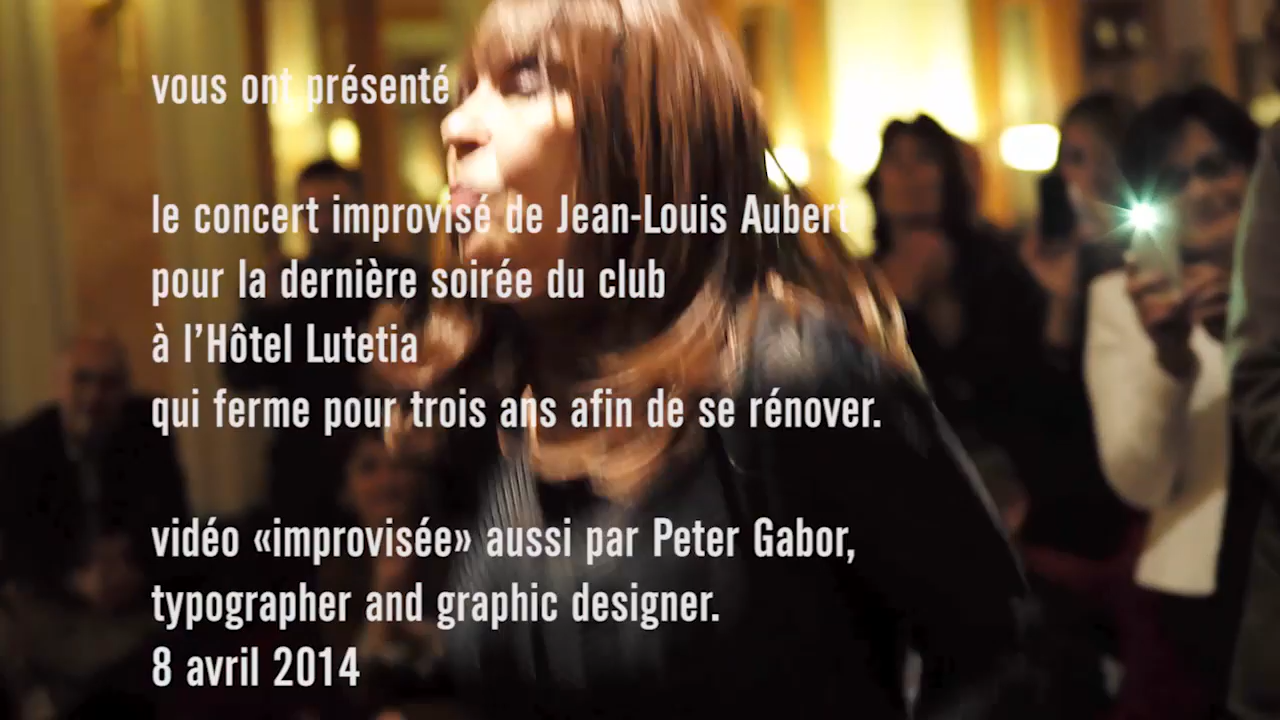 vous ont présenté
le concert improvisé de Jean-Louis Aubert
pour la dernière soirée du club
à l’Hôtel Lutetia
qui ferme pour trois ans afin de se rénover.
vidéo «improvisée» aussi par Peter Gabor,
typographer and graphic designer.
8 avril 2014